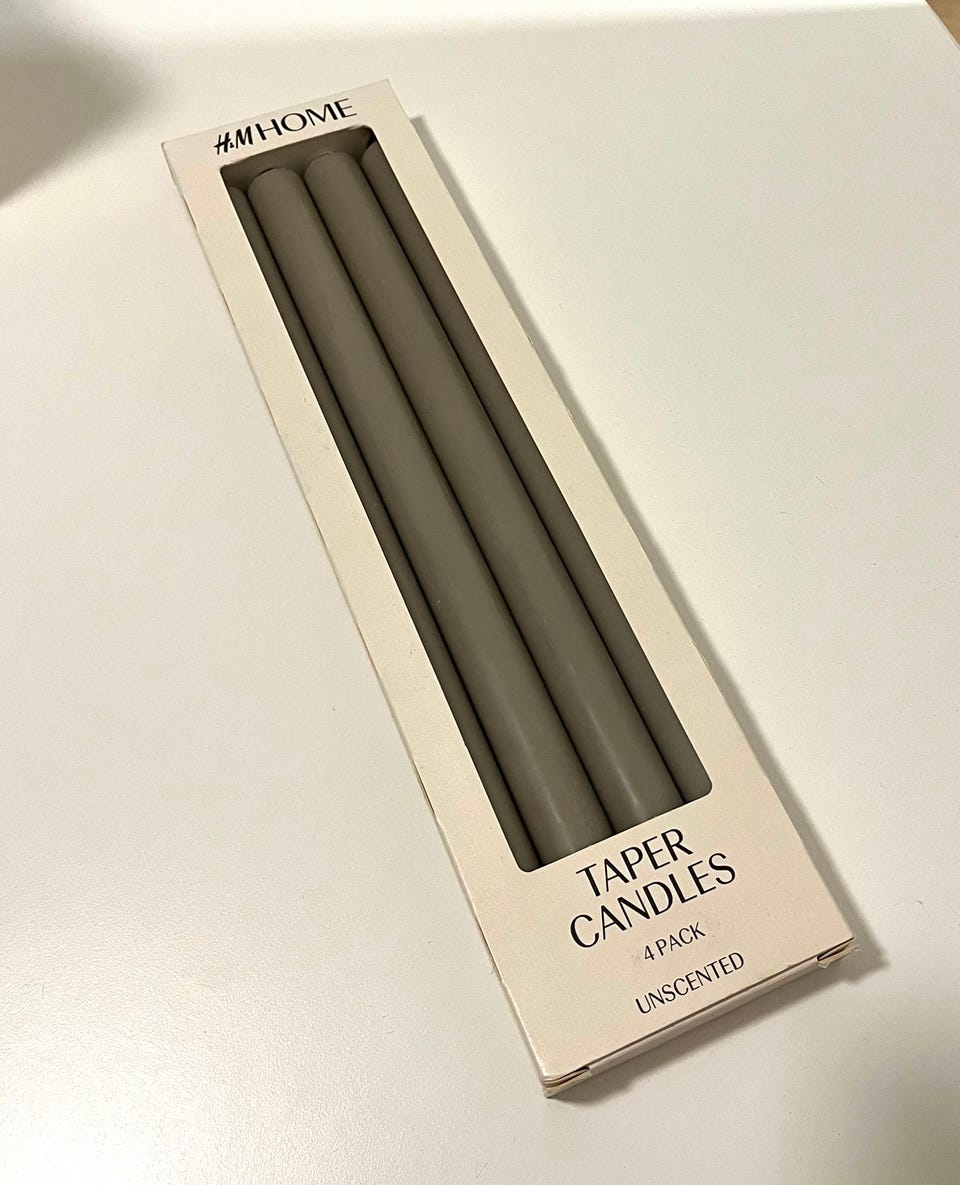 H&M HOME
TAPER
CANDLES
4 PACK
UNSCENTED